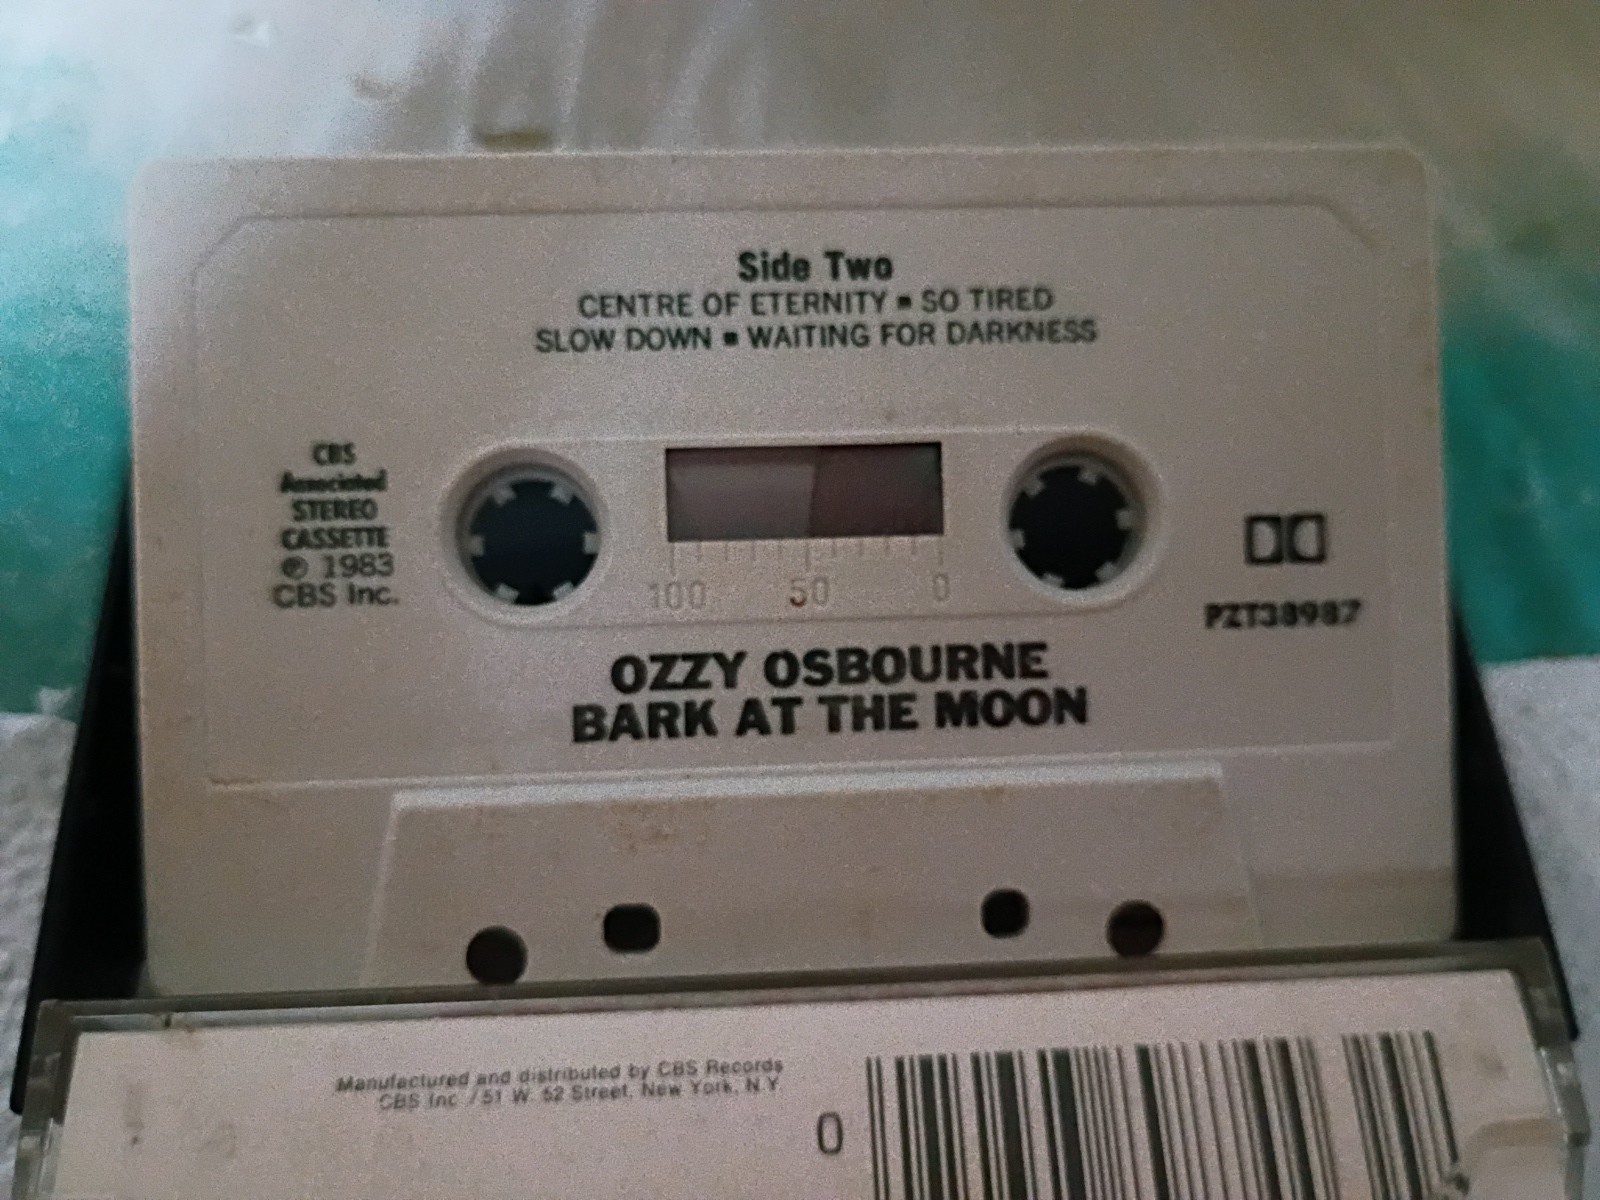 Side Two
CENTRE OF ETERNITY ▪ SO TIRED
SLOW DOWN ▪ WAITING FOR DARKNESS
CBS
Associated
STEREO
CASSETTE
℗ 1983
CBS Inc.
100 50 0
PZT38987
OZZY OSBOURNE
BARK AT THE MOON
Manufactured and distributed by CBS Records
CBS Inc. / 51 W. 52 Street, New York, N.Y.
0